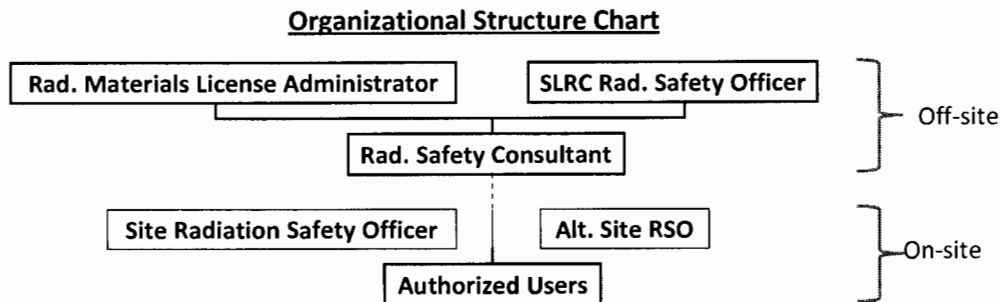 Organizational Structure Chart
Rad. Materials License Administrator
SLRC Rad. Safety Officer
Off-site
Rad. Safety Consultant
Site Radiation Safety Officer
Alt. Site RSO
On-site
Authorized Users